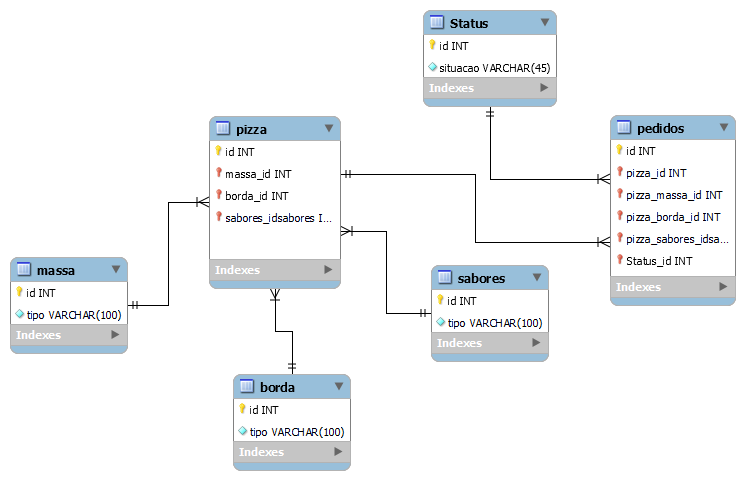 Status
id INT
situacao VARCHAR(45)
Indexes
pizza
id INT
massa_id INT
borda_id INT
sabores_idsabores I...
Indexes
pedidos
id INT
pizza_id INT
pizza_massa_id INT
pizza_borda_id INT
pizza_sabores_idsa...
Status_id INT
Indexes
massa
id INT
tipo VARCHAR(100)
Indexes
sabores
id INT
tipo VARCHAR(100)
Indexes
borda
id INT
tipo VARCHAR(100)
Indexes